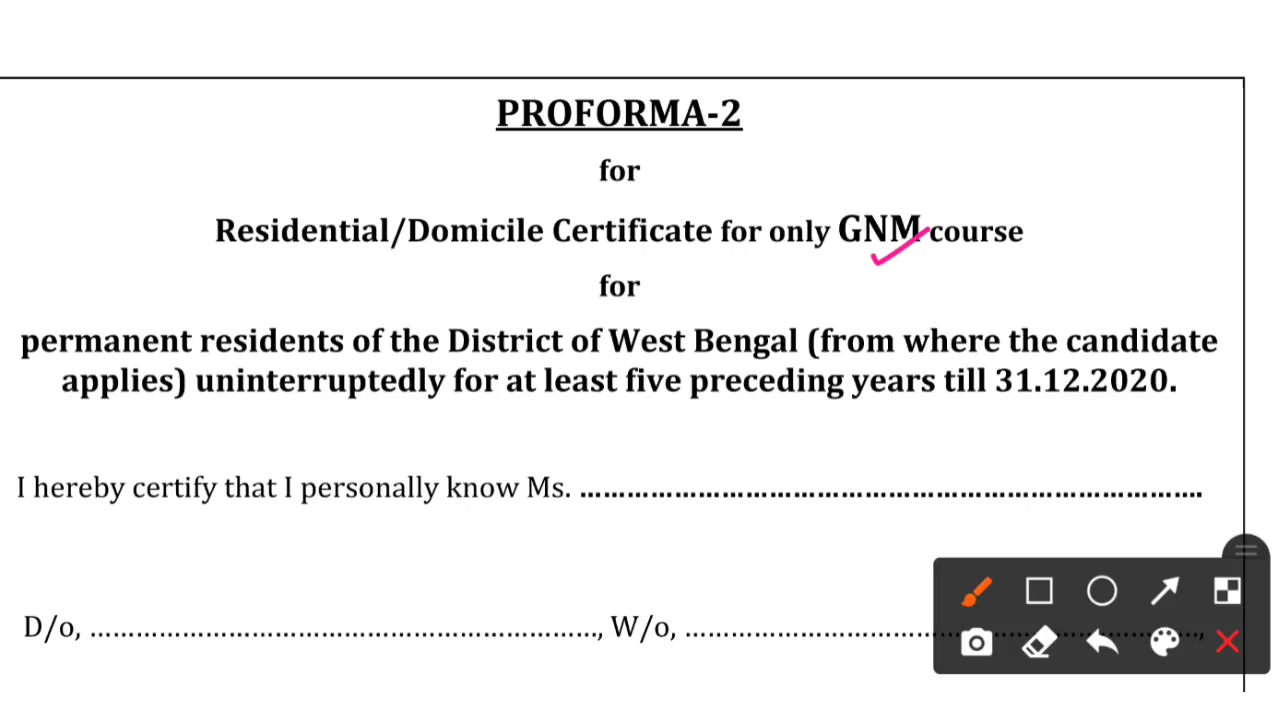 PROFORMA-2
for
Residential/Domicile Certificate for only GNM course
for
permanent residents of the District of West Bengal (from where the candidate
applies) uninterruptedly for at least five preceding years till 31.12.2020.
I hereby certify that I personally know Ms. ....................................................................
D/o, ............................................................, W/o, ............................................................,